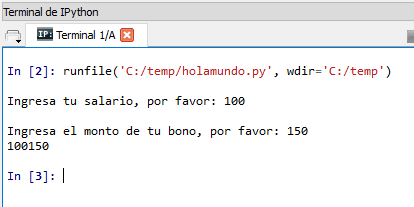 Terminal de IPython
IP: Terminal 1/A
In [2]: runfile('C:/temp/holamundo.py', wdir='C:/temp')
Ingresa tu salario, por favor: 100
Ingresa el monto de tu bono, por favor: 150
100150
In [3]: